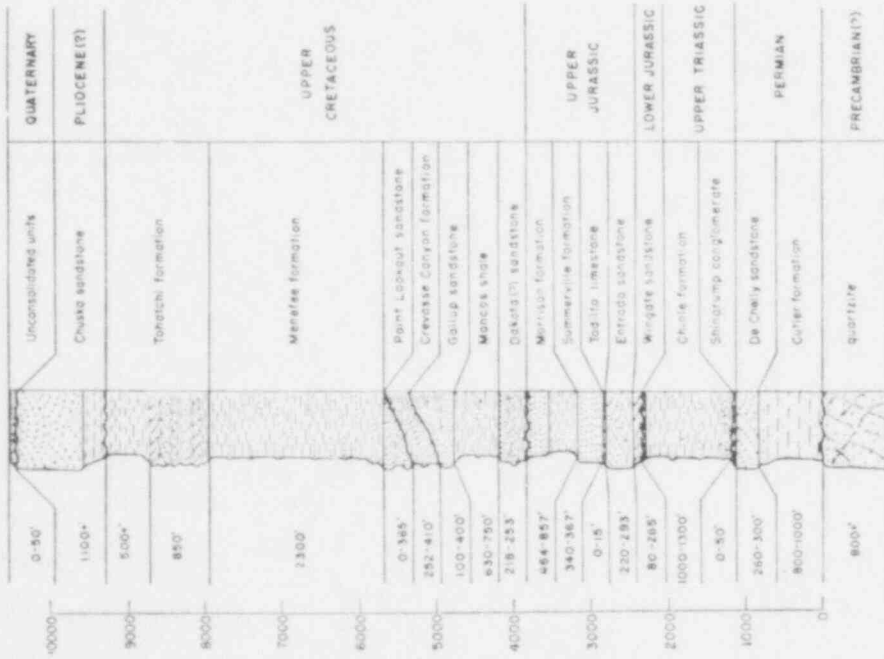 QUATERNARY
PLIOCENE(?)
UPPER
CRETACEOUS
UPPER
JURASSIC
LOWER JURASSIC
UPPER TRIASSIC
PERMIAN
PRECAMBRIAN(?)
Unconsolidated units
Chuska sandstone
Tohatchi formation
Menefee formation
Point Lookout sandstone
Crevasse Canyon formation
Gallup sandstone
Mancos shale
Dakota(?) sandstone
Morrison formation
Summerville formation
Todilto limestone
Entrada sandstone
Wingate sandstone
Chinle formation
Shinarump conglomerate
De Chelly sandstone
Cutler formation
quartzite
0-50'
1100+'
500+'
850'
2300'
0-365'
252-410'
100-400'
630-750'
218-253'
464-857'
340-367'
0-15'
220-293'
80-265'
1000-1300'
0-50'
260-300'
800-1000'
800+'
10000
9000
8000
7000
6000
5000
4000
3000
2000
1000
0